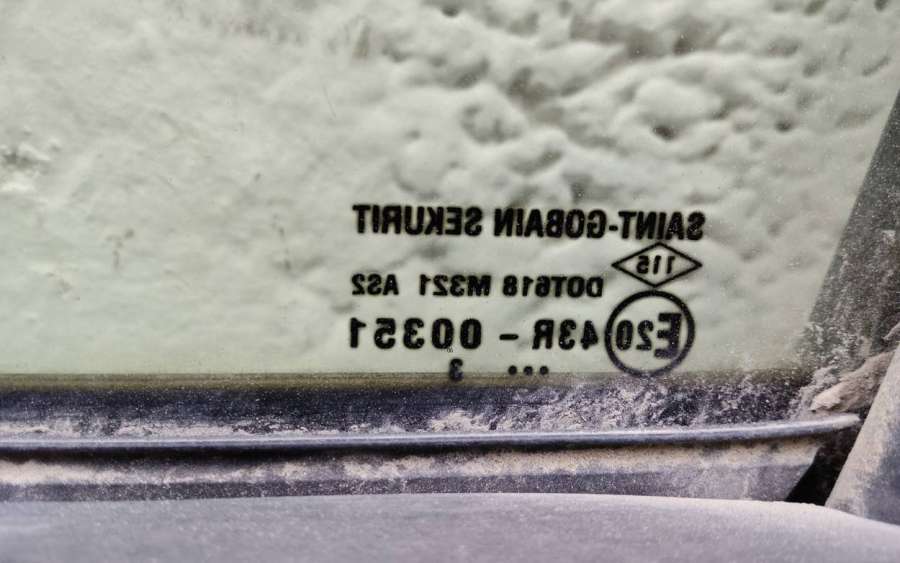 SAINT-GOBAIN SEKURIT
115
DOT618 M321 AS2
E20 43R - 00351
... 3